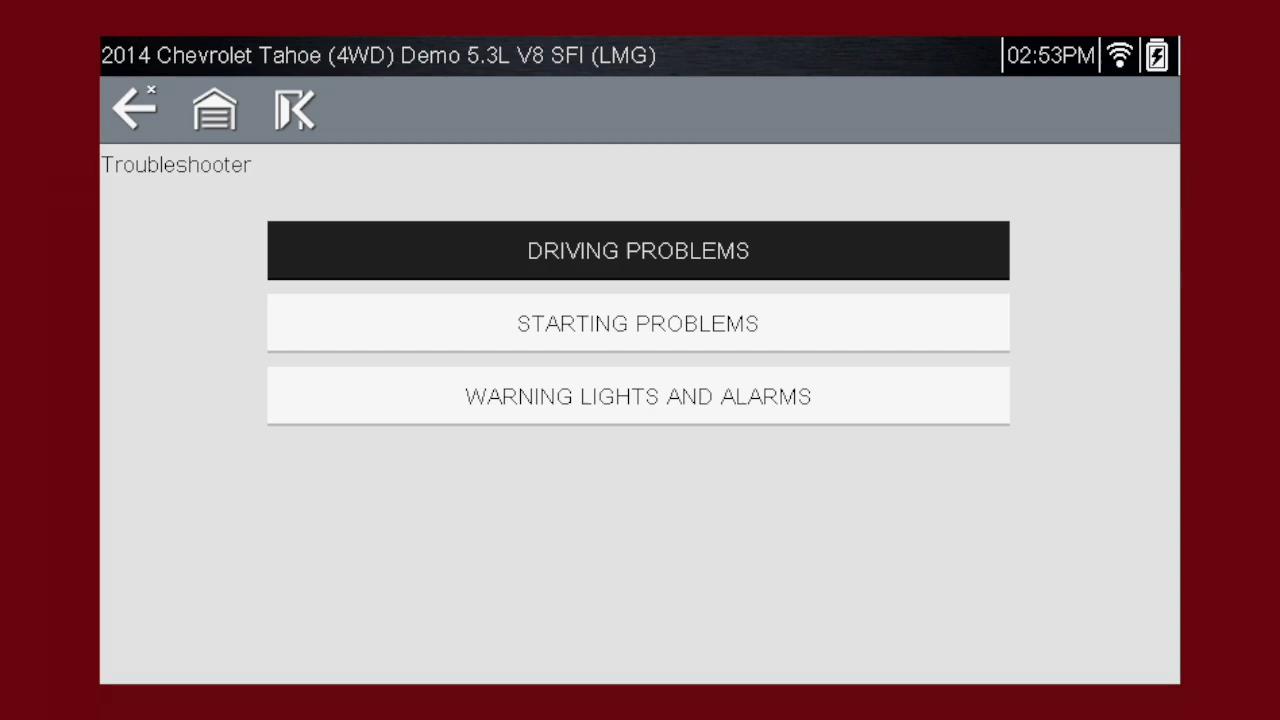 2014 Chevrolet Tahoe (4WD) Demo 5.3L V8 SFI (LMG) 02:53PM
Troubleshooter
DRIVING PROBLEMS
STARTING PROBLEMS
WARNING LIGHTS AND ALARMS